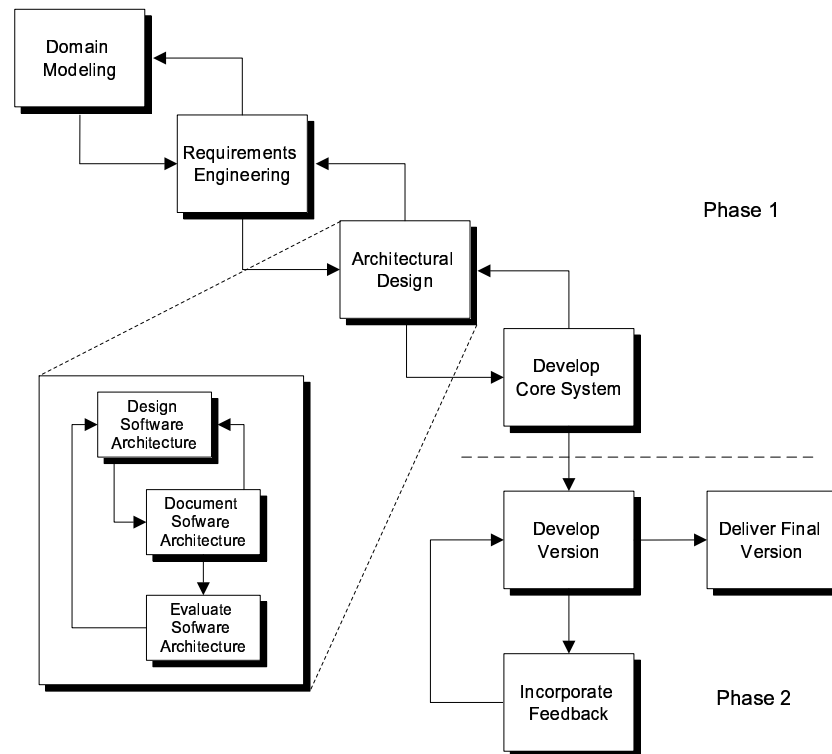 Domain
Modeling
Requirements
Engineering
Phase 1
Architectural
Design
Develop
Core System
Design
Software
Architecture
Document
Sofware
Architecture
Evaluate
Sofware
Architecture
Develop
Version
Deliver Final
Version
Incorporate
Feedback
Phase 2